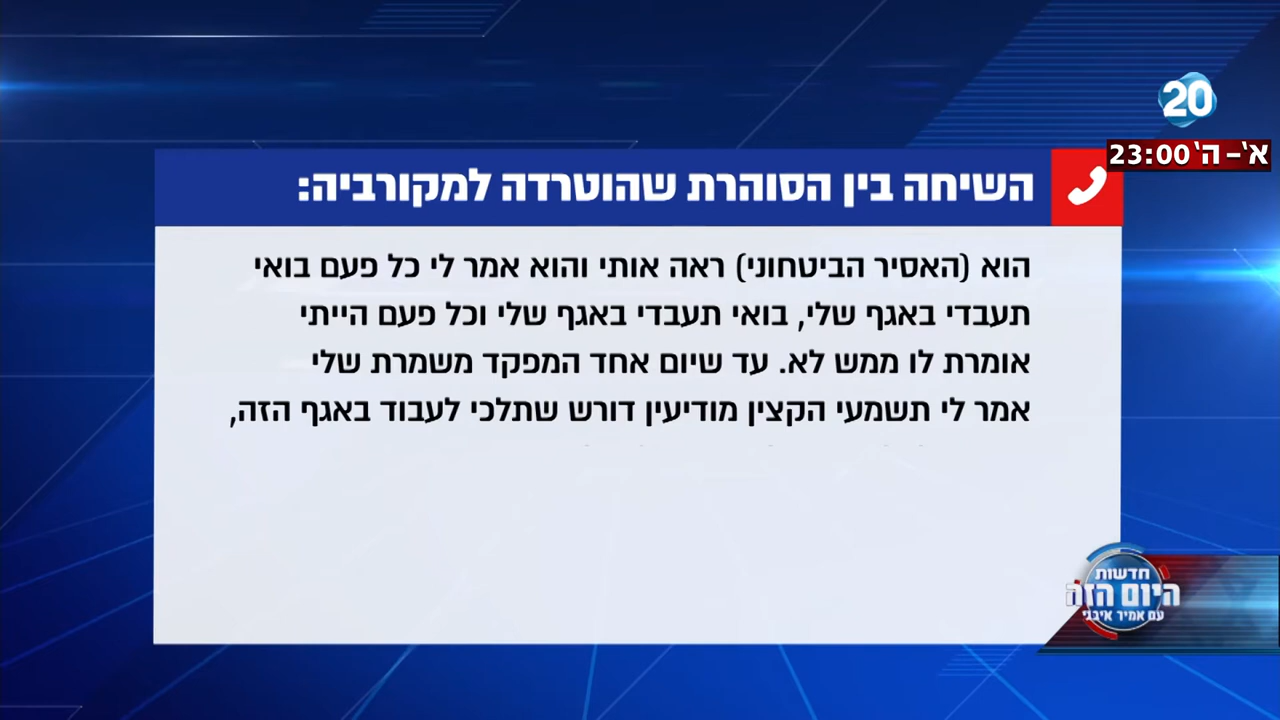 20
א'-ה' 23:00
השיחה בין הסוהרת שהוטרדה למקורביה:
הוא (האסיר הביטחוני) ראה אותי והוא אמר לי כל פעם בואי
תעבדי באגף שלי, בואי תעבדי באגף שלי וכל פעם הייתי
אומרת לו ממש לא. עד שיום אחד המפקד משמרת שלי
אמר לי תשמעי הקצין מודיעין דורש שתלכי לעבוד באגף הזה,
חדשות
היום הזה
עם אמיר איבגי